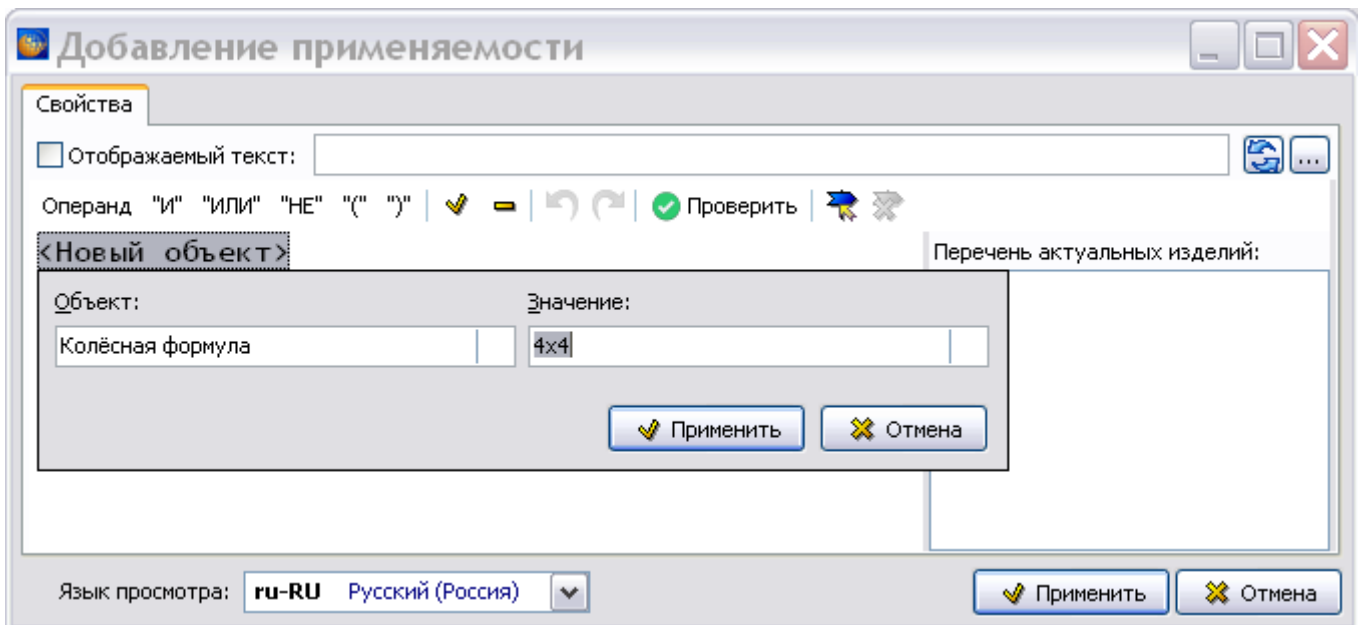 Добавление применяемости
Свойства
Отображаемый текст:
...
Операнд "И" "ИЛИ" "НЕ" "(" ")" Проверить
<Новый объект> Перечень актуальных изделий:
Объект: Значение:
Колёсная формула 4x4
Применить Отмена
Язык просмотра: ru-RU Русский (Россия) Применить Отмена